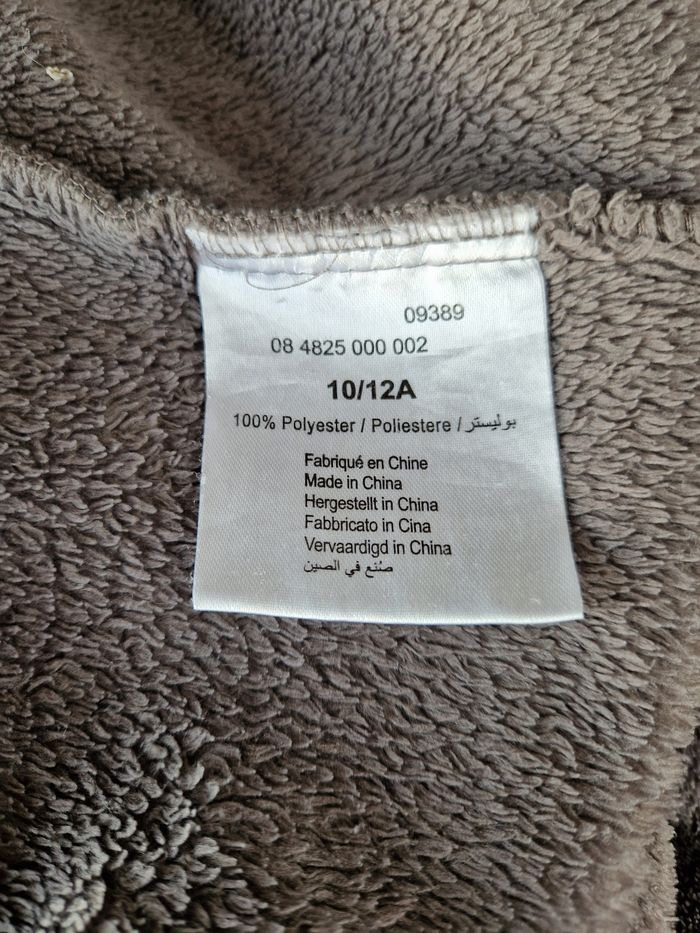 09389
08 4825 000 002
10/12A
100% Polyester / Poliestere / بوليستر
Fabriqué en Chine
Made in China
Hergestellt in China
Fabbricato in Cina
Vervaardigd in China
صُنع في الصين